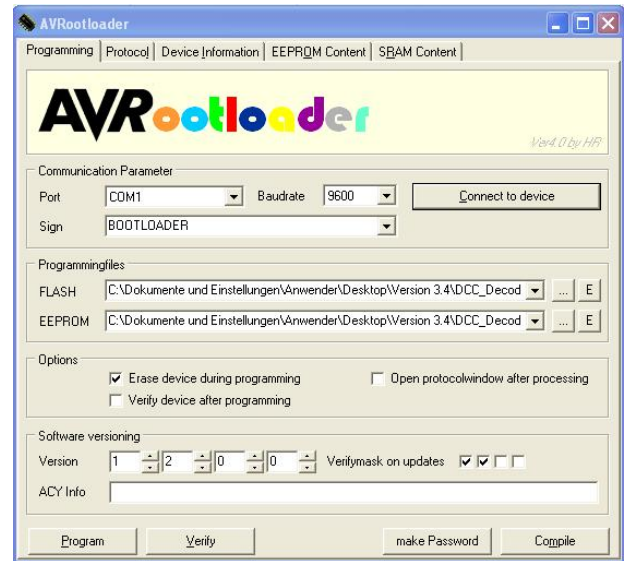 AVRootloader
Programming Protocol Device Information EEPROM Content SRAM Content
AVRootloader
Ver4.0 by HR
Communication Parameter
Port COM1 Baudrate 9600 Connect to device
Sign BOOTLOADER
Programmingfiles
FLASH C:\Dokumente und Einstellungen\Anwender\Desktop\Version 3.4\DCC_Decod ... E
EEPROM C:\Dokumente und Einstellungen\Anwender\Desktop\Version 3.4\DCC_Decod ... E
Options
Erase device during programming Open protocolwindow after processing
Verify device after programming
Software versioning
Version 1 2 0 0 Verifymask on updates
ACY Info
Program Verify make Password Compile